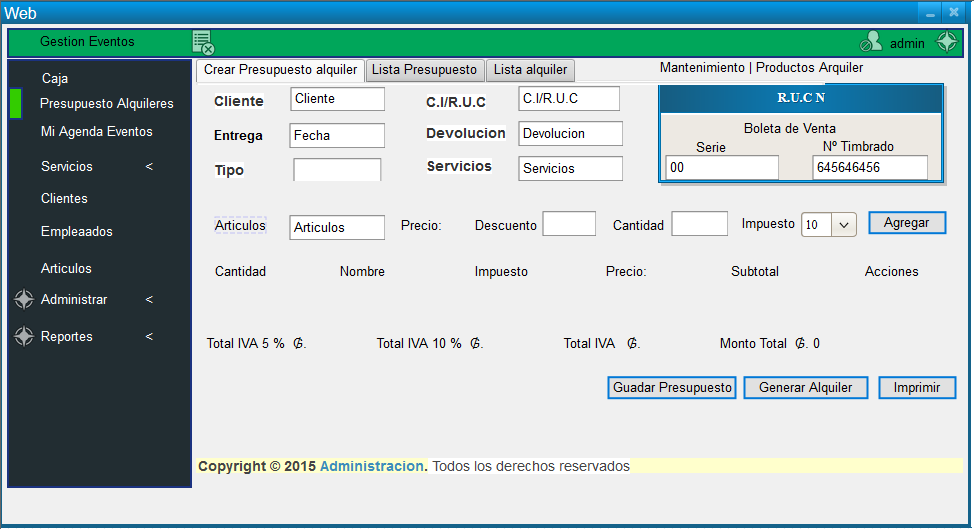 Web
Gestion Eventos
admin
Caja
Presupuesto Alquileres
Mi Agenda Eventos
Servicios <
Clientes
Empleaados
Articulos
Administrar <
Reportes <
Crear Presupuesto alquiler Lista Presupuesto Lista alquiler
Mantenimiento | Productos Arquiler
Cliente Cliente C.I/R.U.C C.I/R.U.C
Entrega Fecha Devolucion Devolucion
Tipo Servicios Servicios
R.U.C N
Boleta de Venta
Serie Nº Timbrado
00 645646456
Articulos Articulos Precio: Descuento Cantidad Impuesto 10 Agregar
Cantidad Nombre Impuesto Precio: Subtotal Acciones
Total IVA 5 % ₲. Total IVA 10 % ₲. Total IVA ₲. Monto Total ₲. 0
Guadar Presupuesto Generar Alquiler Imprimir
Copyright © 2015 Administracion. Todos los derechos reservados